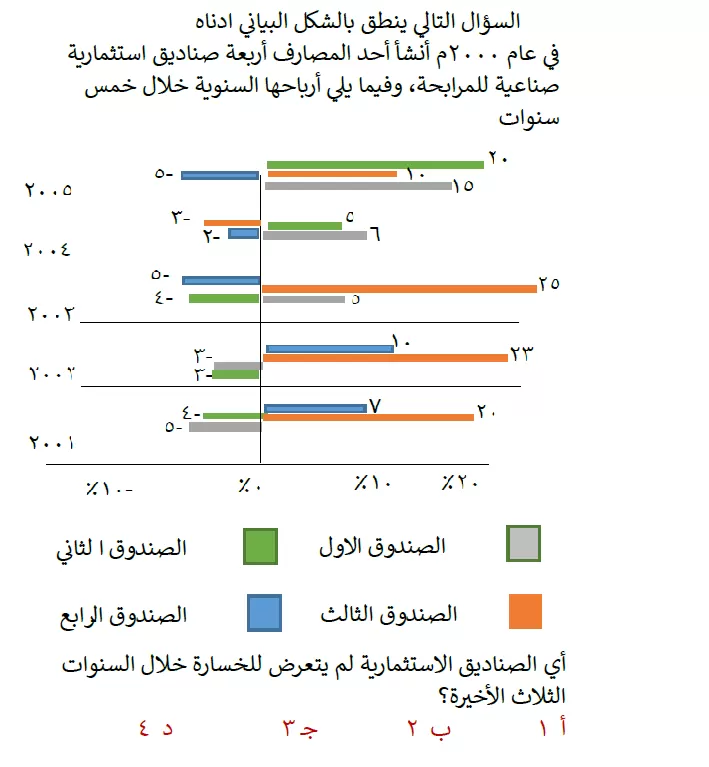 السؤال التالي ينطق بالشكل البياني ادناه
في عام ٢٠٠٠م أنشأ أحد المصارف أربعة صناديق استثمارية
صناعية للمرابحة، وفيما يلي أرباحها السنوية خلال خمس
سنوات
٢٠
-٥
١٠
١٥
٢٠٠٥
-٣
٥
-٢
٦
٢٠٠٤
-٥
٢٥
-٤
٥
٢٠٠٣
١٠
-٣
٢٣
-٣
٢٠٠٢
٧
-٤
٢٠
-٥
٢٠٠١
-١٠٪ ٠٪ ١٠٪ ٢٠٪
الصندوق الاول الصندوق ا لثاني
الصندوق الثالث الصندوق الرابع
أي الصناديق الاستثمارية لم يتعرض للخسارة خلال السنوات
الثلاث الأخيرة؟
أ ١ ب ٢ جـ ٣ د ٤